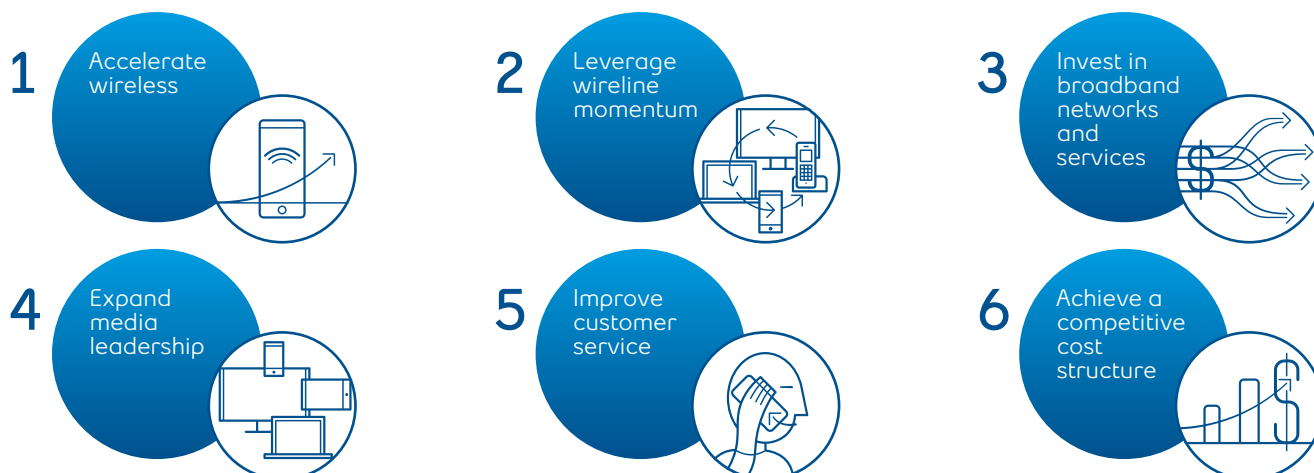 1
Accelerate
wireless
2
Leverage
wireline
momentum
3
Invest in
broadband
networks
and
services
$
4
Expand
media
leadership
5
Improve
customer
service
6
Achieve a
competitive
cost
structure
$